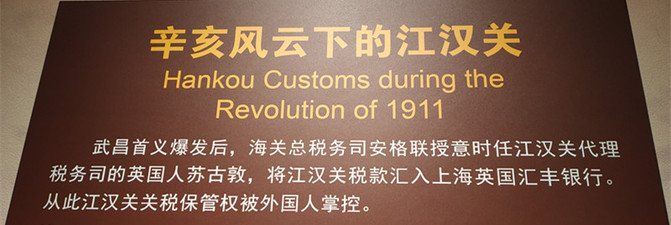 辛亥风云下的江汉关
Hankou Customs during the
Revolution of 1911
武昌首义爆发后，海关总税务司安格联授意时任江汉关代理
税务司的英国人苏古敦，将江汉关税款汇入上海英国汇丰银行。
从此江汉关关税保管权被外国人掌控。